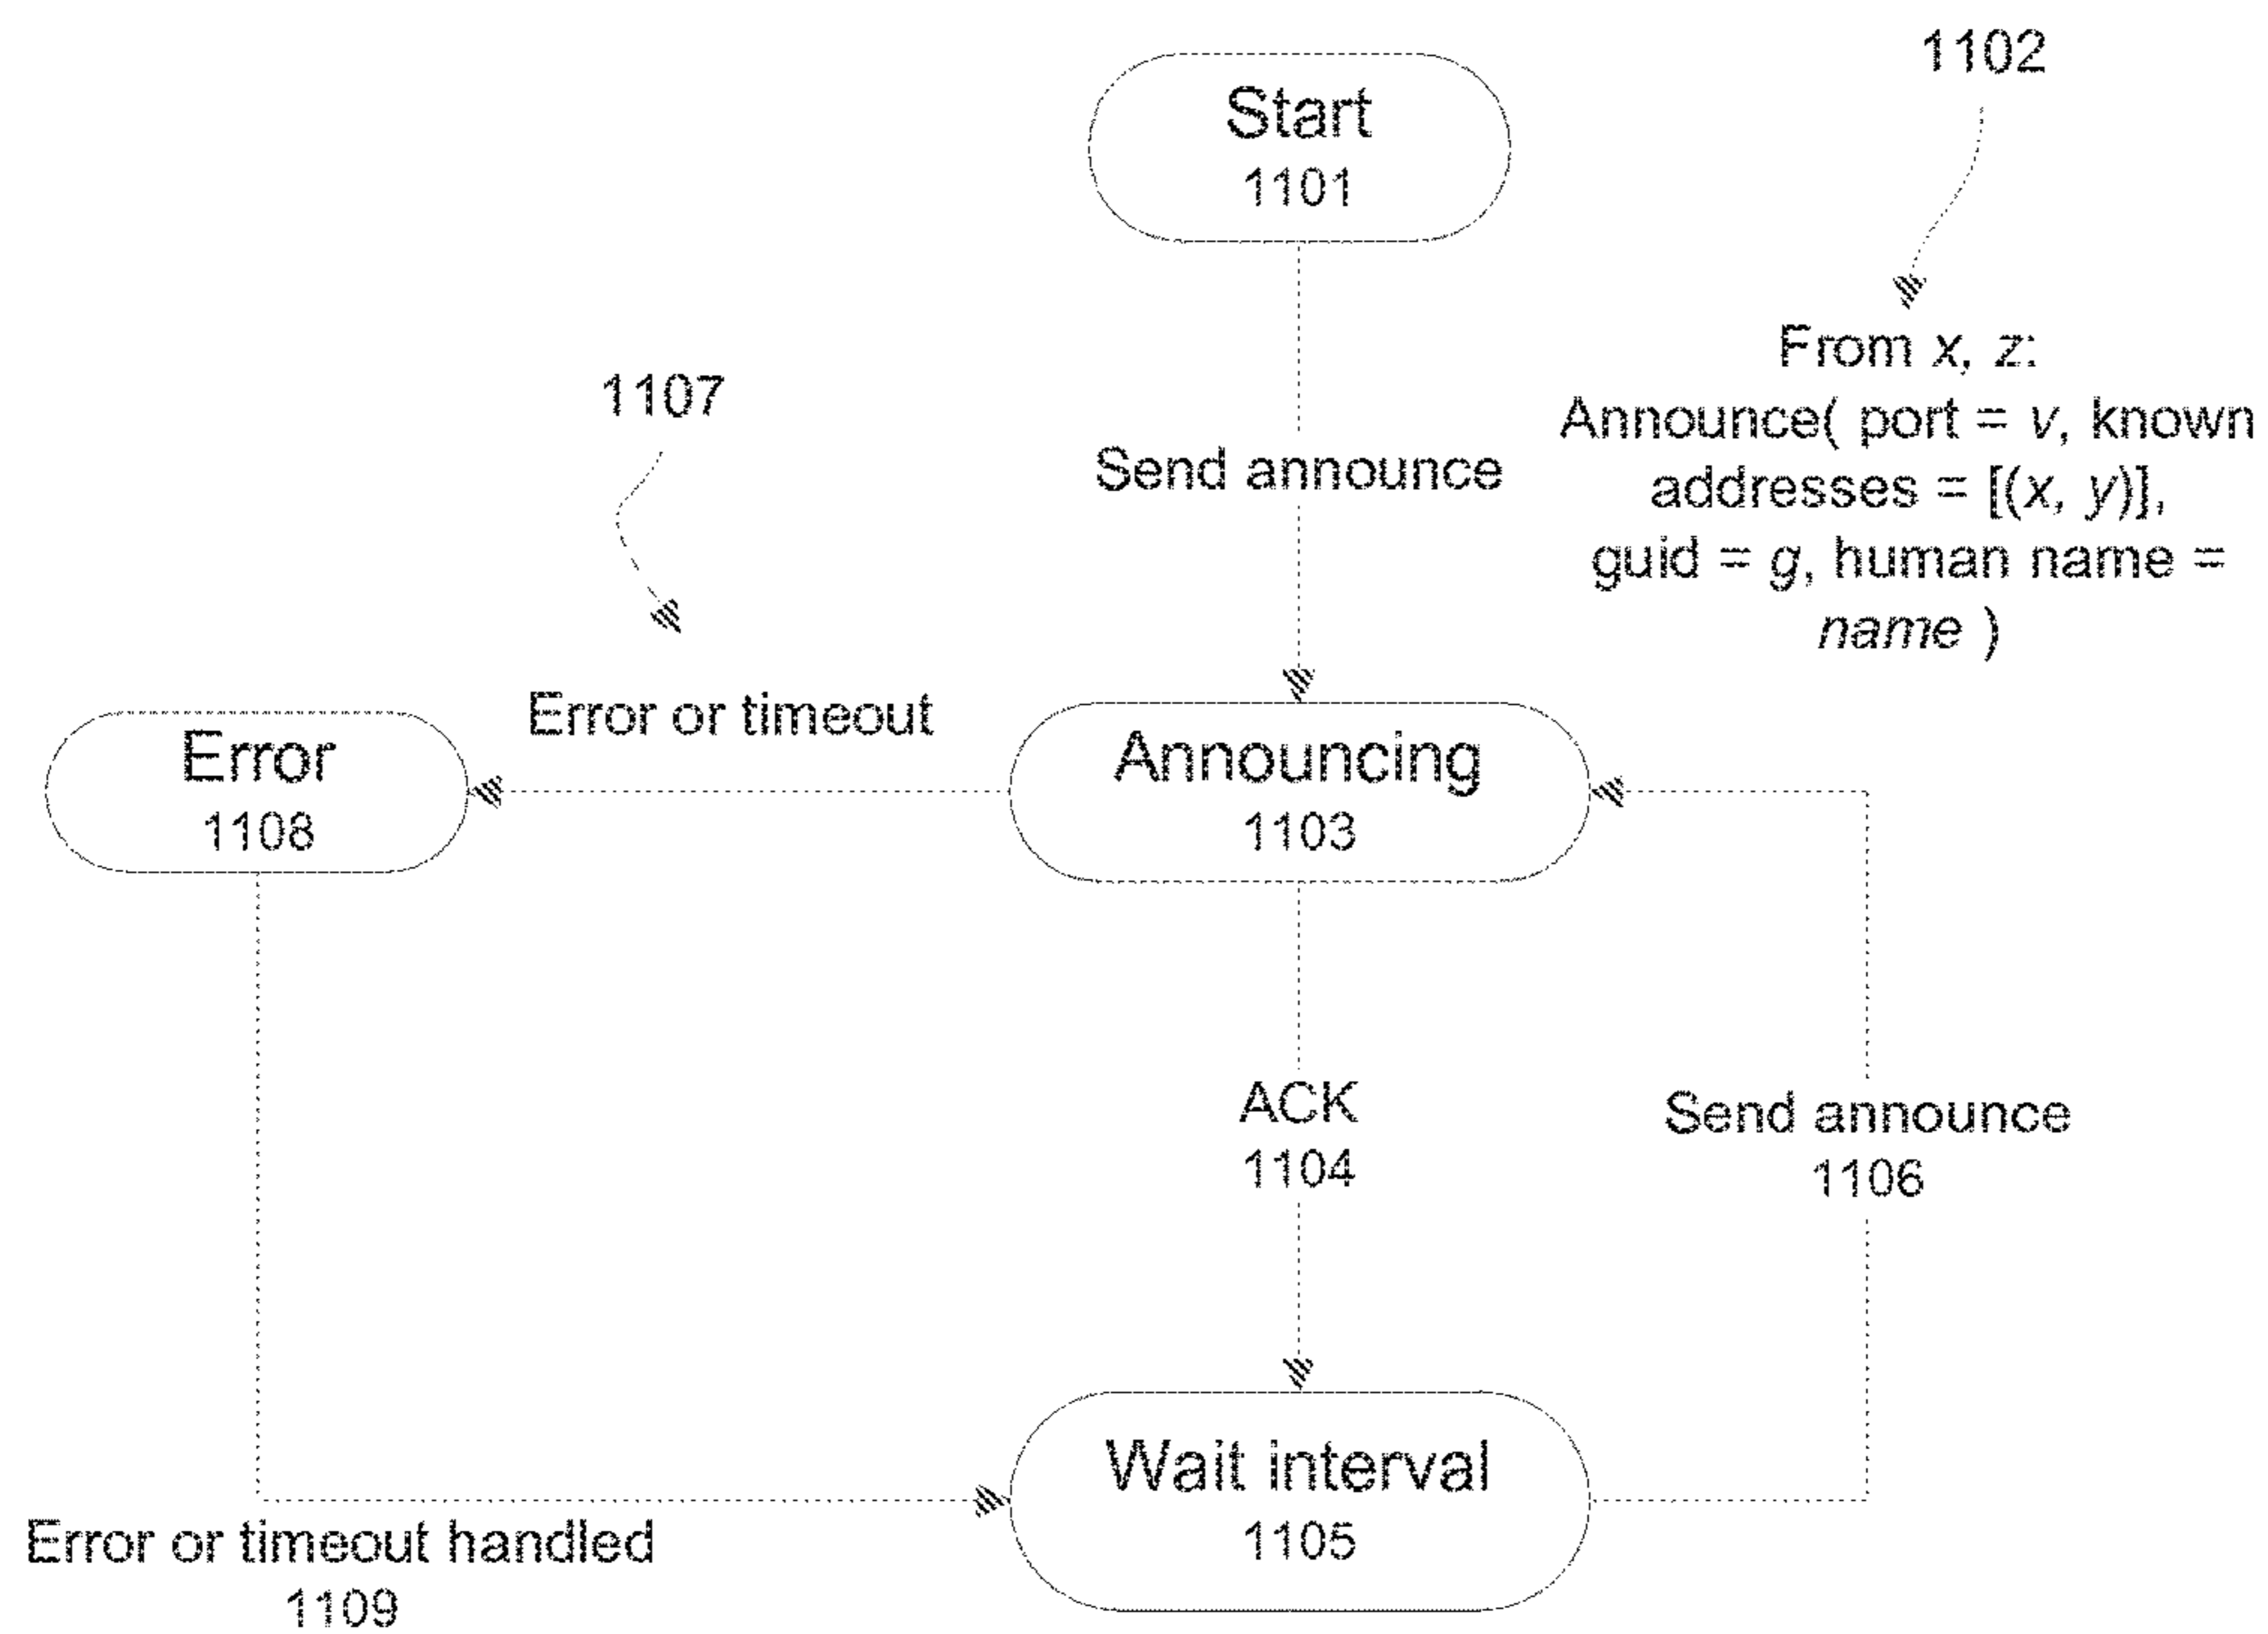 1102
Start
1101
From x, z:
Announce( port = v, known
addresses = [(x, y)],
guid = g, human name =
name )
1107
Send announce
Error or timeout
Error
1108
Announcing
1103
ACK
1104
Send announce
1106
Wait interval
1105
Error or timeout handled
1109